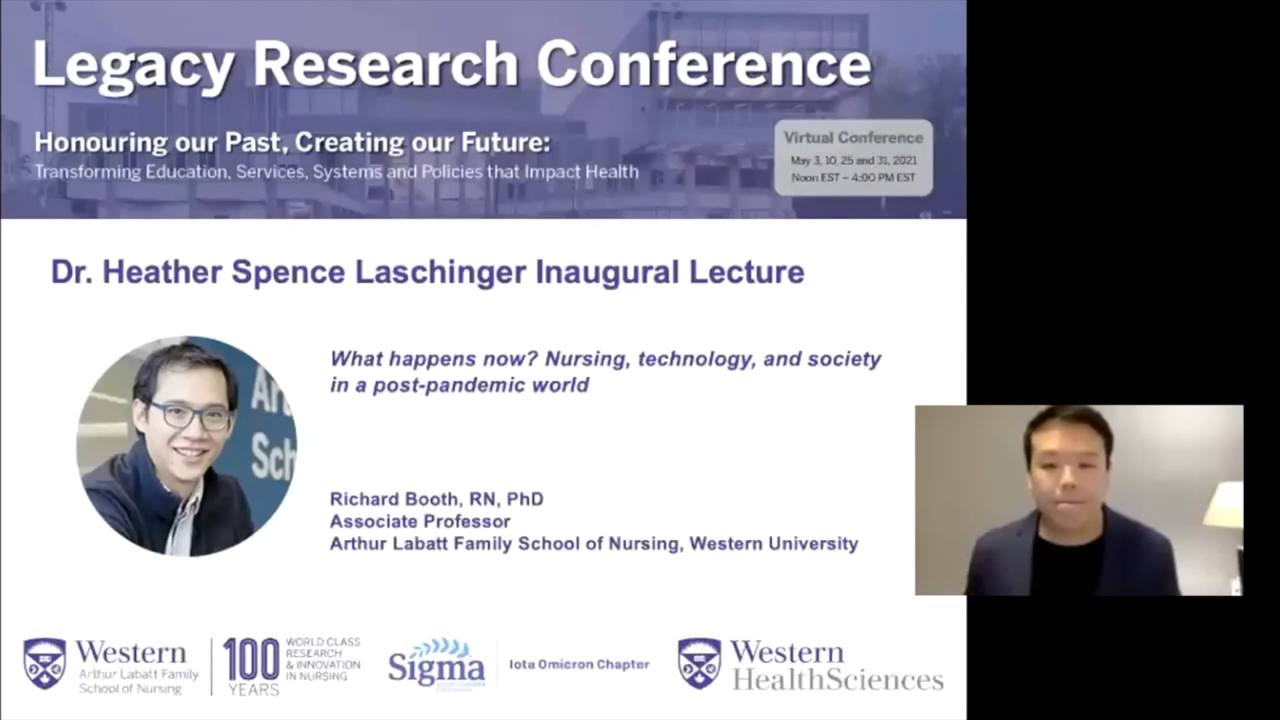 Legacy Research Conference
Honouring our Past, Creating our Future:
Transforming Education, Services, Systems and Policies that Impact Health
Virtual Conference
May 3, 10, 25 and 31, 2021
Noon EST – 4:00 PM EST
Dr. Heather Spence Laschinger Inaugural Lecture
What happens now? Nursing, technology, and society
in a post-pandemic world
Ar
Sch
Richard Booth, RN, PhD
Associate Professor
Arthur Labatt Family School of Nursing, Western University
Western
Arthur Labatt Family
School of Nursing
100
YEARS
WORLD CLASS
RESEARCH
& INNOVATION
IN NURSING
Sigma
Iota Omicron Chapter
Western
HealthSciences